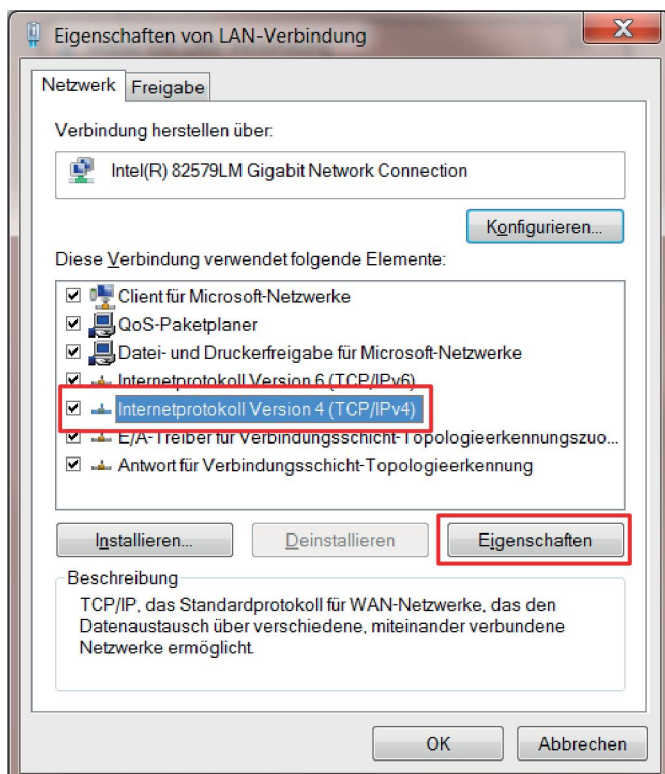 Eigenschaften von LAN-Verbindung
Netzwerk Freigabe
Verbindung herstellen über:
Intel(R) 82579LM Gigabit Network Connection
Konfigurieren...
Diese Verbindung verwendet folgende Elemente:
Client für Microsoft-Netzwerke
QoS-Paketplaner
Datei- und Druckerfreigabe für Microsoft-Netzwerke
Internetprotokoll Version 6 (TCP/IPv6)
Internetprotokoll Version 4 (TCP/IPv4)
E/A-Treiber für Verbindungsschicht-Topologieerkennungszuo...
Antwort für Verbindungsschicht-Topologieerkennung
Installieren... Deinstallieren Eigenschaften
Beschreibung
TCP/IP, das Standardprotokoll für WAN-Netzwerke, das den
Datenaustausch über verschiedene, miteinander verbundene
Netzwerke ermöglicht.
OK Abbrechen